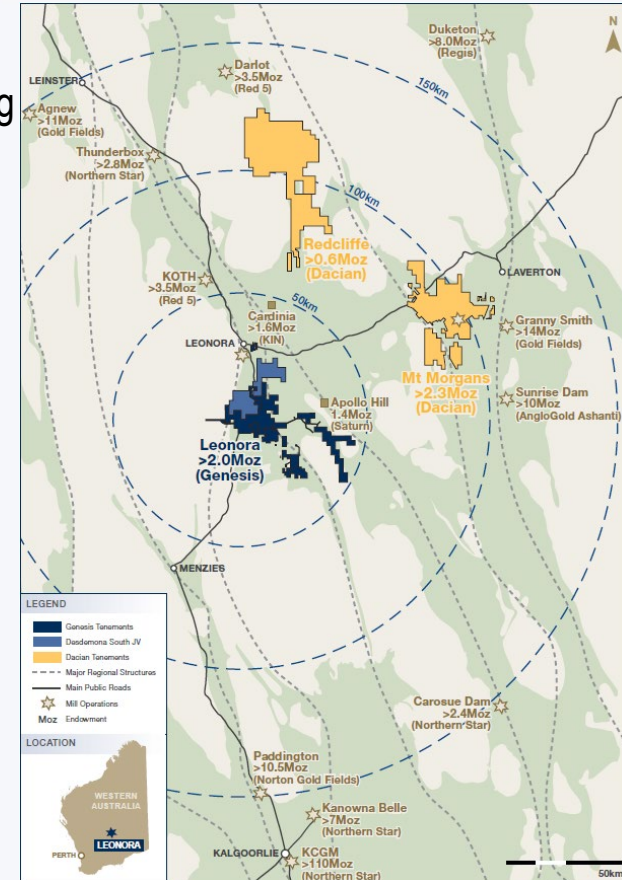 g
N
Duketon
>8.0Moz
(Regis)
150km
Darlot
>3.5Moz
(Red 5)
LEINSTER
Agnew
>11Moz
(Gold Fields)
Thunderbox
>2.8Moz
(Northern Star)
100km
Redcliffe
>0.6Moz
(Dacian)
KOTH
>3.5Moz
(Red 5)
LAVERTON
50km
Cardinia
>1.6Moz
(KIN)
Granny Smith
>14Moz
(Gold Fields)
LEONORA
Mt Morgans
>2.3Moz
(Dacian)
Sunrise Dam
>10Moz
(AngloGold Ashanti)
Apollo Hill
1.4Moz
(Saturn)
Leonora
>2.0Moz
(Genesis)
MENZIES
LEGEND
Genesis Tenements
Desdemona South JV
Dacian Tenements
Major Regional Structures
Main Public Roads
Mill Operations
Moz Endowment
LOCATION
WESTERN
AUSTRALIA
LEONORA
PERTH
Carosue Dam
>2.4Moz
(Northern Star)
Paddington
>10.5Moz
(Norton Gold Fields)
Kanowna Belle
>7Moz
(Northern Star)
KALGOORLIE
KCGM
>110Moz
(Northern Star)
50km